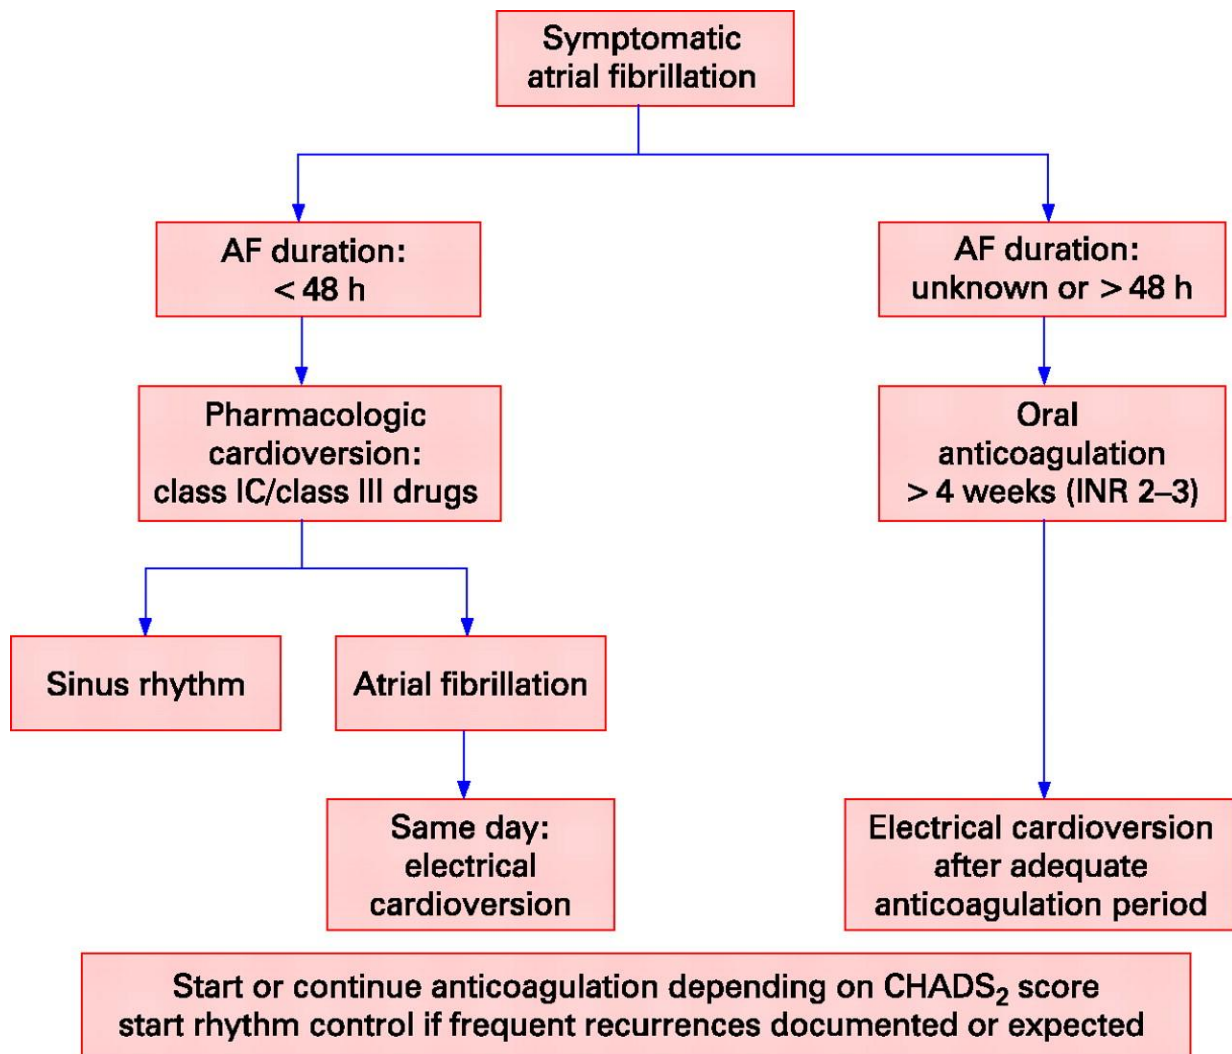 Symptomatic
atrial fibrillation
AF duration:
< 48 h
AF duration:
unknown or > 48 h
Pharmacologic
cardioversion:
class IC/class III drugs
Oral
anticoagulation
> 4 weeks (INR 2–3)
Sinus rhythm
Atrial fibrillation
Same day:
electrical
cardioversion
Electrical cardioversion
after adequate
anticoagulation period
Start or continue anticoagulation depending on CHADS₂ score
start rhythm control if frequent recurrences documented or expected